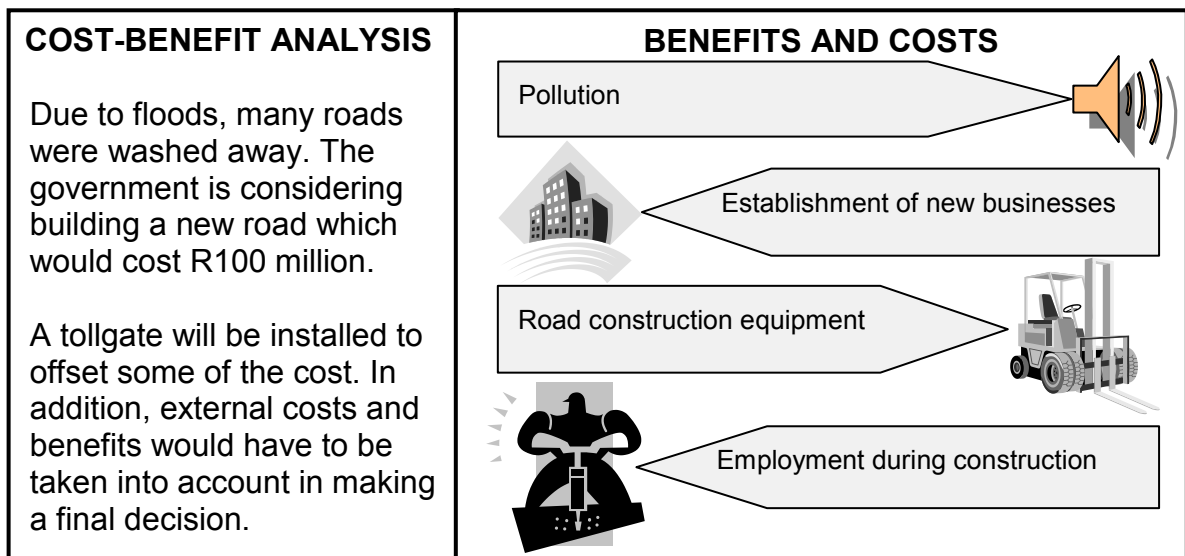 COST-BENEFIT ANALYSIS
Due to floods, many roads
were washed away. The
government is considering
building a new road which
would cost R100 million.
A tollgate will be installed to
offset some of the cost. In
addition, external costs and
benefits would have to be
taken into account in making
a final decision.
BENEFITS AND COSTS
Pollution
Establishment of new businesses
Road construction equipment
Employment during construction